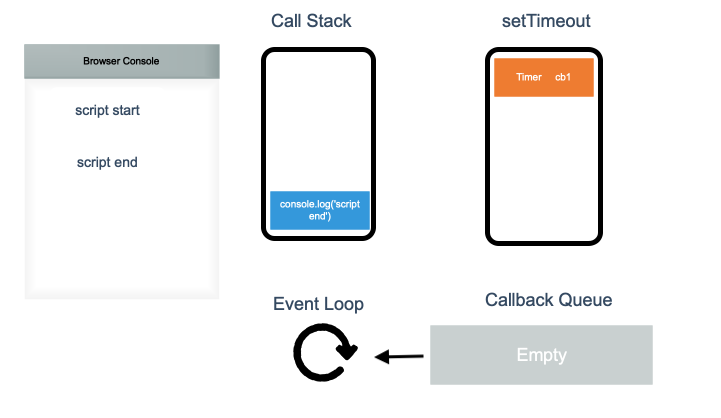 Call Stack
setTimeout
Browser Console
script start
script end
Timer cb1
console.log('script
end')
Event Loop
Callback Queue
Empty